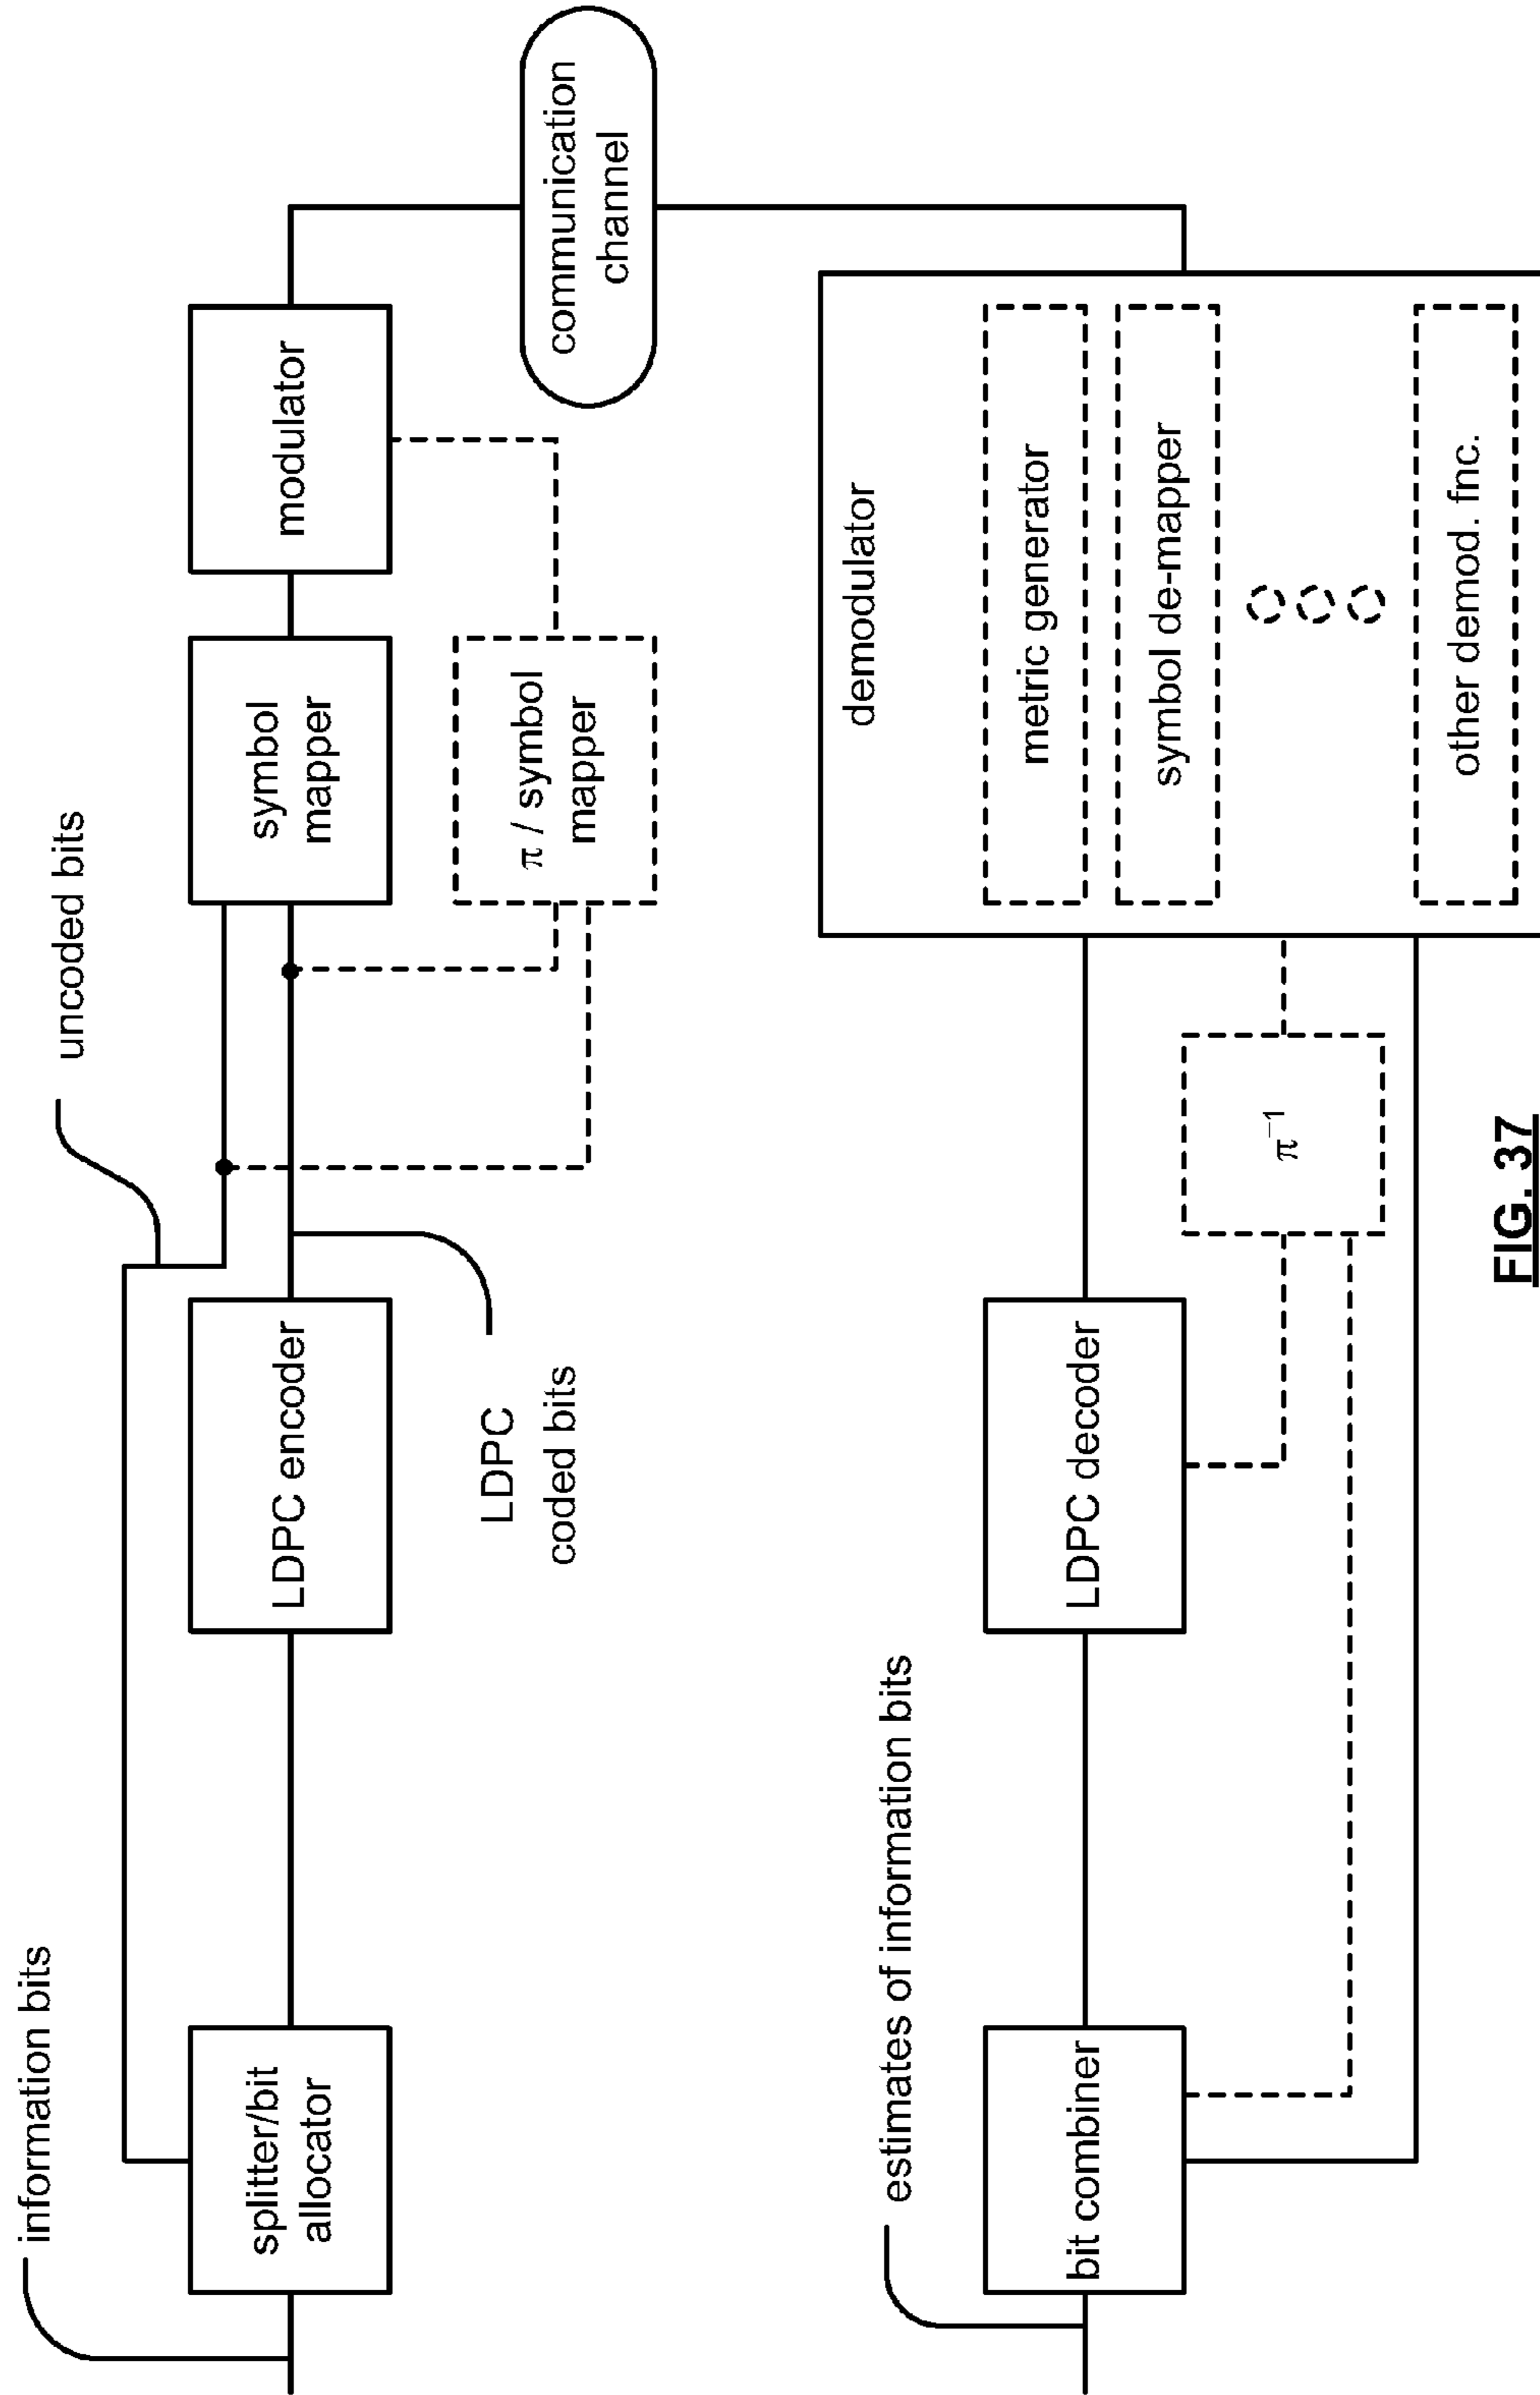 information bits
uncoded bits
splitter/bit
allocator
LDPC encoder
symbol
mapper
modulator
LDPC
coded bits
π / symbol
mapper
communication
channel
estimates of information bits
bit combiner
LDPC decoder
π⁻¹
demodulator
metric generator
symbol de-mapper
other demod. fnc.
FIG. 37